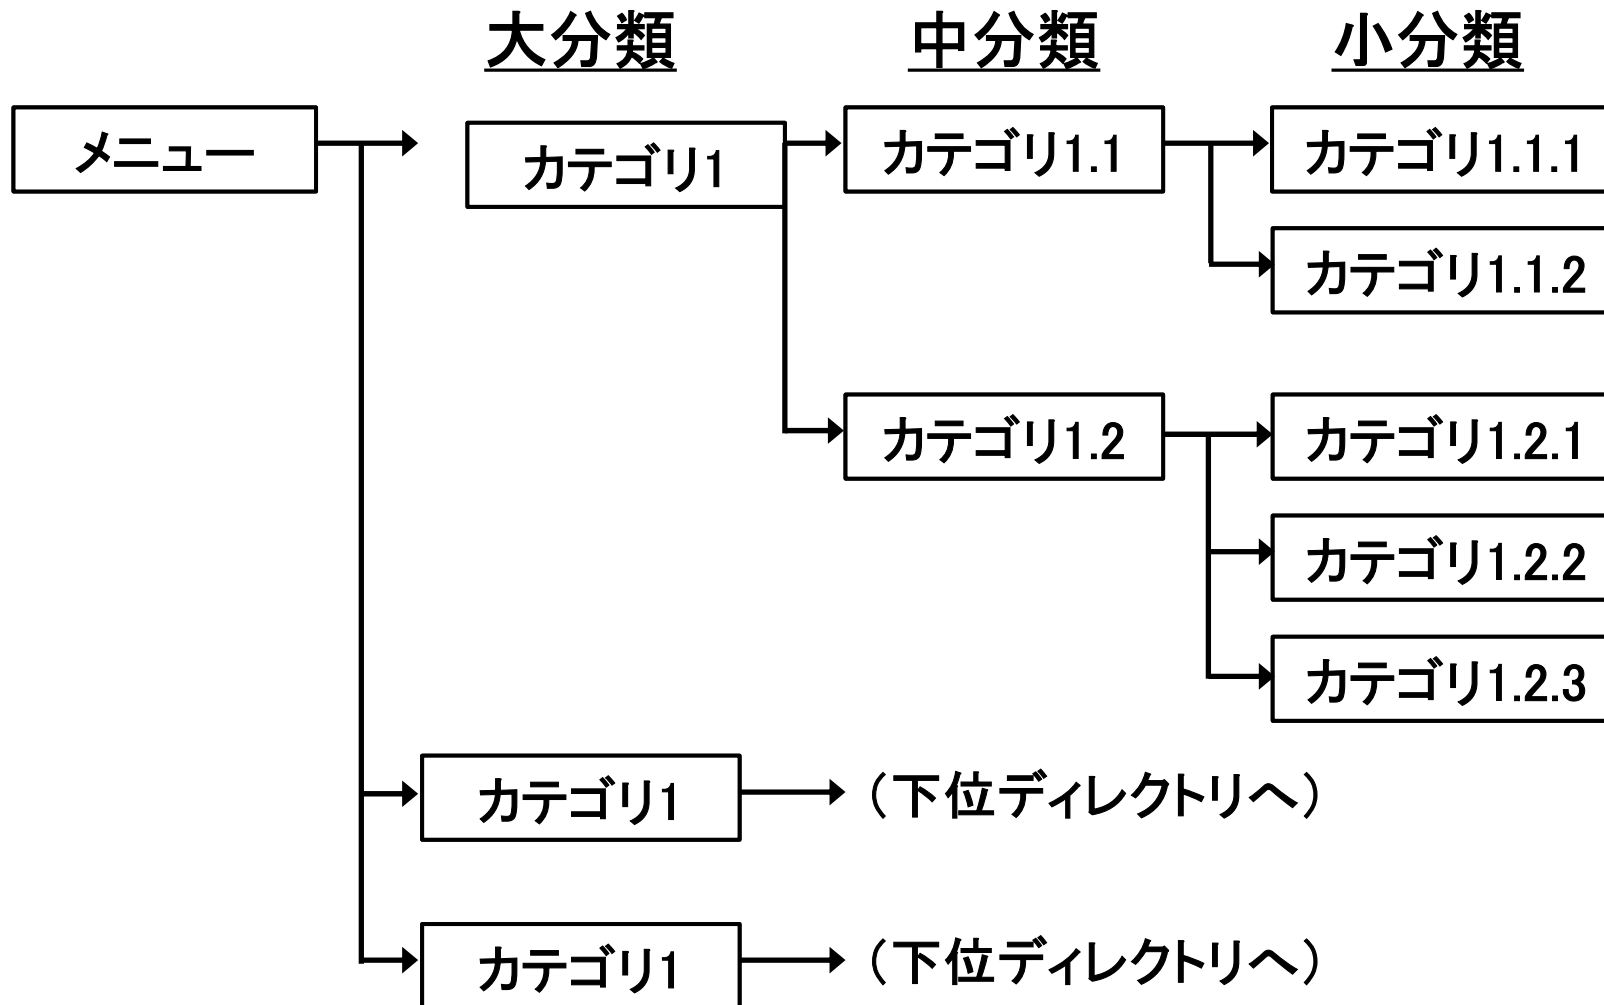 大分類 中分類 小分類
メニュー カテゴリ1 カテゴリ1.1 カテゴリ1.1.1
カテゴリ1.1.2
カテゴリ1.2 カテゴリ1.2.1
カテゴリ1.2.2
カテゴリ1.2.3
カテゴリ1 （下位ディレクトリへ）
カテゴリ1 （下位ディレクトリへ）